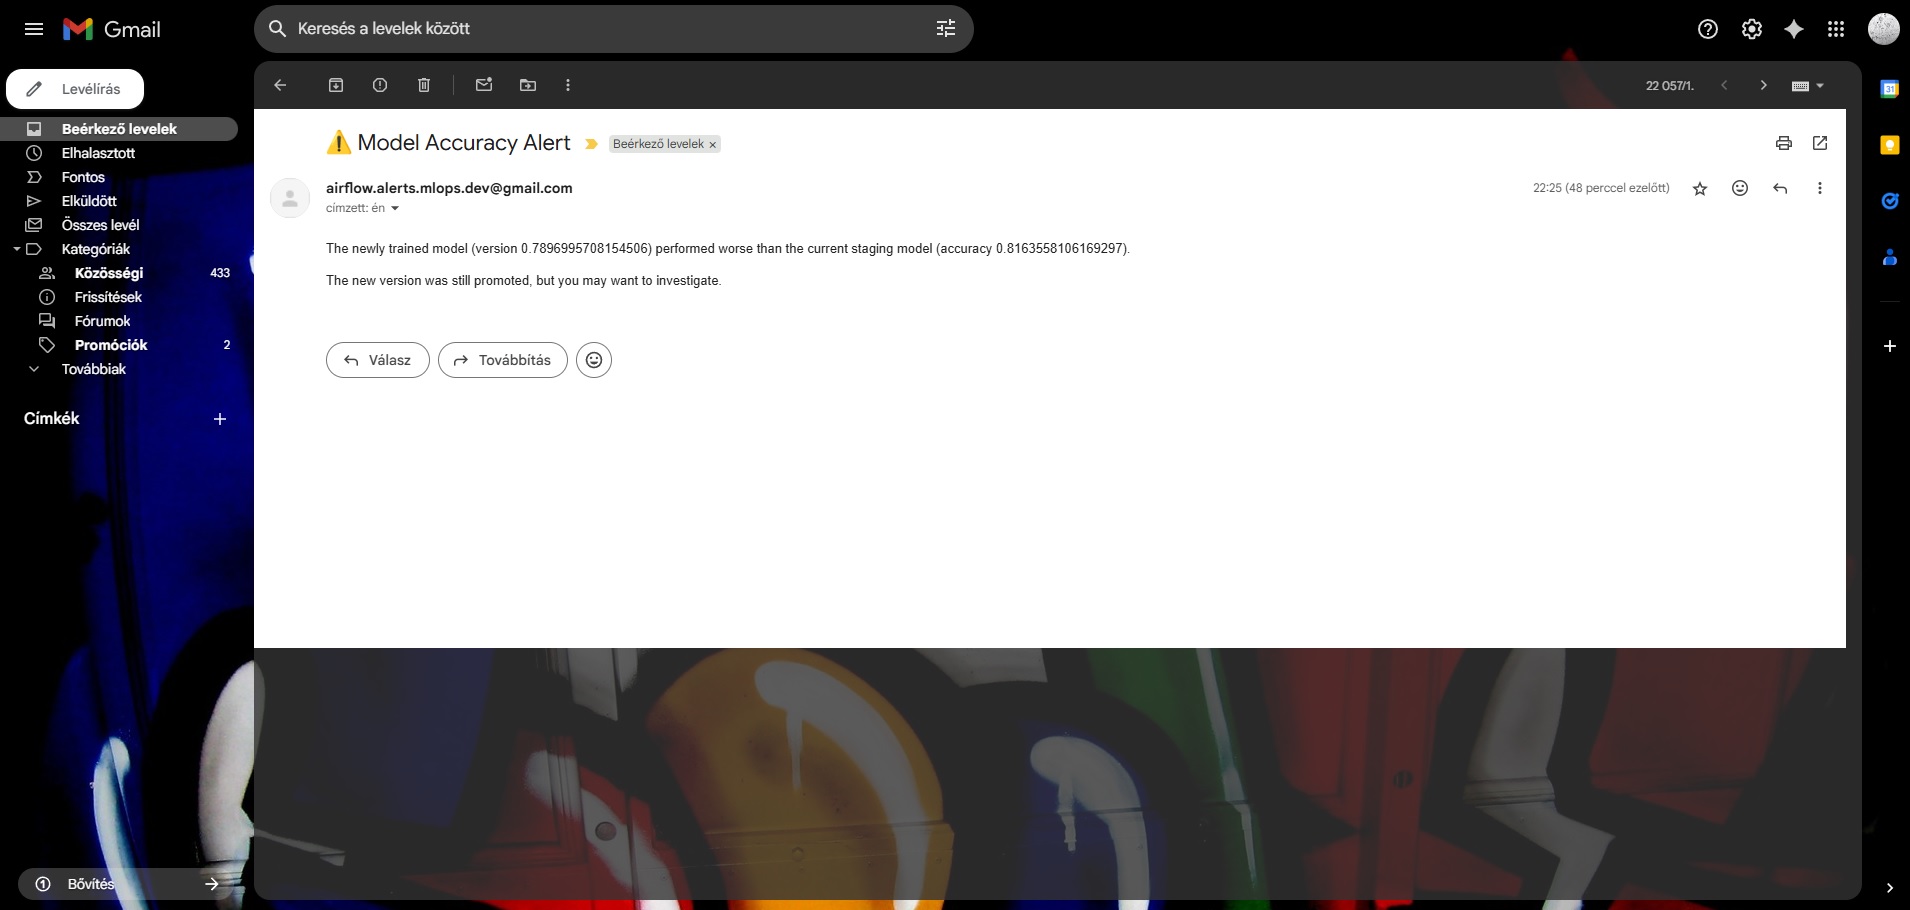 Gmail
Keresés a levelek között
Levélírás
22 057/1.
31
Beérkező levelek
Elhalasztott
Fontos
Elküldött
Összes levél
Kategóriák
Közösségi 433
Frissítések
Fórumok
Promóciók 2
Továbbiak
Címkék
Bővítés
⚠️ Model Accuracy Alert Beérkező levelek ×
airflow.alerts.mlops.dev@gmail.com 22:25 (48 perccel ezelőtt)
címzett: én
The newly trained model (version 0.7896995708154506) performed worse than the current staging model (accuracy 0.8163558106169297).
The new version was still promoted, but you may want to investigate.
Válasz Továbbítás